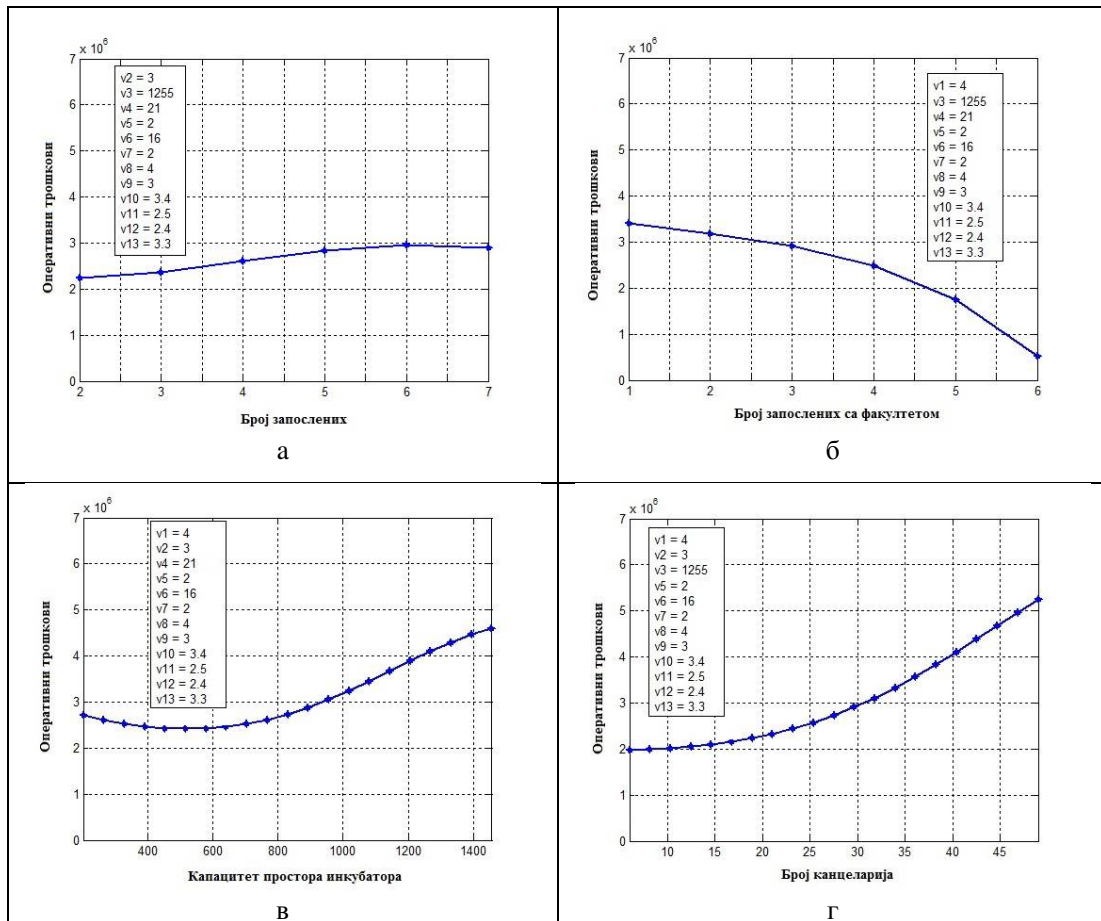 x 10⁶
7
6
5
4
3
2
1
0
Оперативни трошкови
v2 = 3
v3 = 1255
v4 = 21
v5 = 2
v6 = 16
v7 = 2
v8 = 4
v9 = 3
v10 = 3.4
v11 = 2.5
v12 = 2.4
v13 = 3.3
2 3 4 5 6 7
Број запослених
а
x 10⁶
7
6
5
4
3
2
1
0
Оперативни трошкови
v1 = 4
v3 = 1255
v4 = 21
v5 = 2
v6 = 16
v7 = 2
v8 = 4
v9 = 3
v10 = 3.4
v11 = 2.5
v12 = 2.4
v13 = 3.3
1 2 3 4 5 6
Број запослених са факултетом
б
x 10⁶
7
6
5
4
3
2
1
0
Оперативни трошкови
v1 = 4
v2 = 3
v4 = 21
v5 = 2
v6 = 16
v7 = 2
v8 = 4
v9 = 3
v10 = 3.4
v11 = 2.5
v12 = 2.4
v13 = 3.3
400 600 800 1000 1200 1400
Капацитет простора инкубатора
в
x 10⁶
7
6
5
4
3
2
1
0
Оперативни трошкови
v1 = 4
v2 = 3
v3 = 1255
v5 = 2
v6 = 16
v7 = 2
v8 = 4
v9 = 3
v10 = 3.4
v11 = 2.5
v12 = 2.4
v13 = 3.3
10 15 20 25 30 35 40 45
Број канцеларија
г